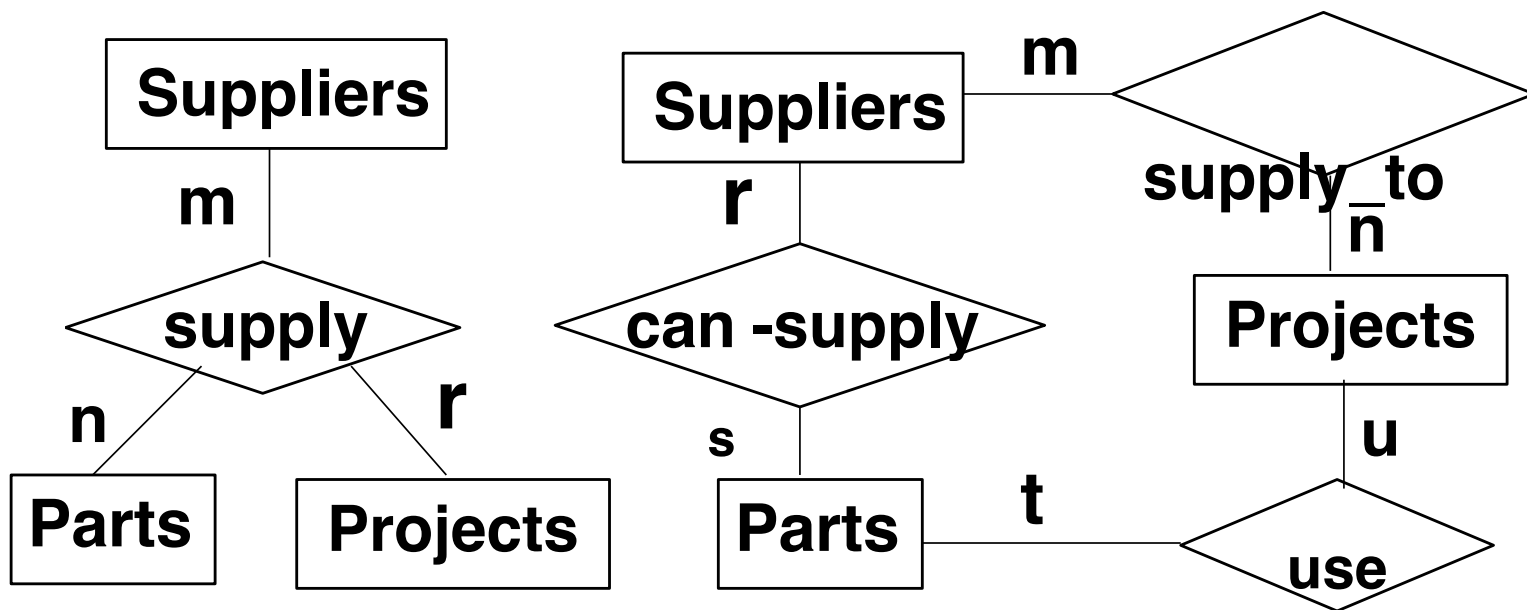 Suppliers
m
supply
n
r
Parts
Projects
Suppliers
m
supply_to
r
n
can -supply
Projects
s
u
Parts
t
use